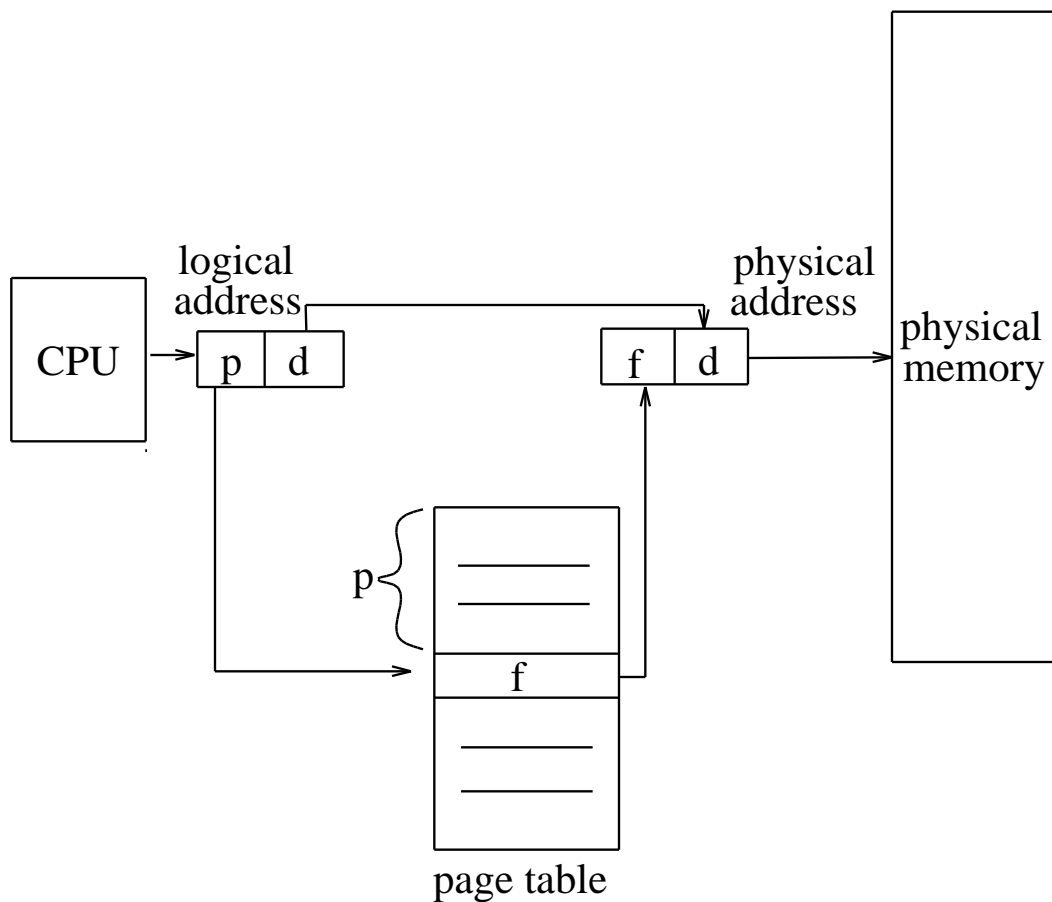 logical
address
physical
address
CPU
p
d
f
d
physical
memory
p
f
page table